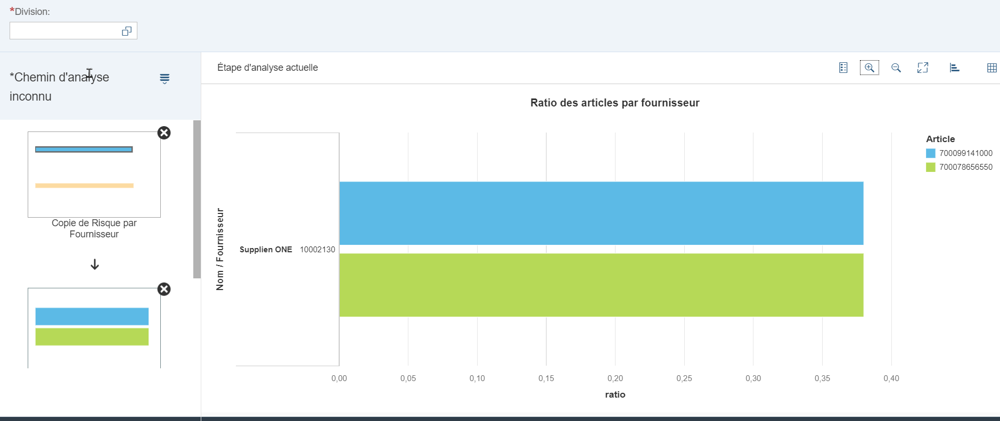 *Division:
*Chemin d'analyse
inconnu
Copie de Risque par
Fournisseur
Étape d'analyse actuelle
Ratio des articles par fournisseur
Nom / Fournisseur
Supplien ONE 10002130
0,00 0,05 0,10 0,15 0,20 0,25 0,30 0,35 0,40
ratio
Article
700099141000
700078656550